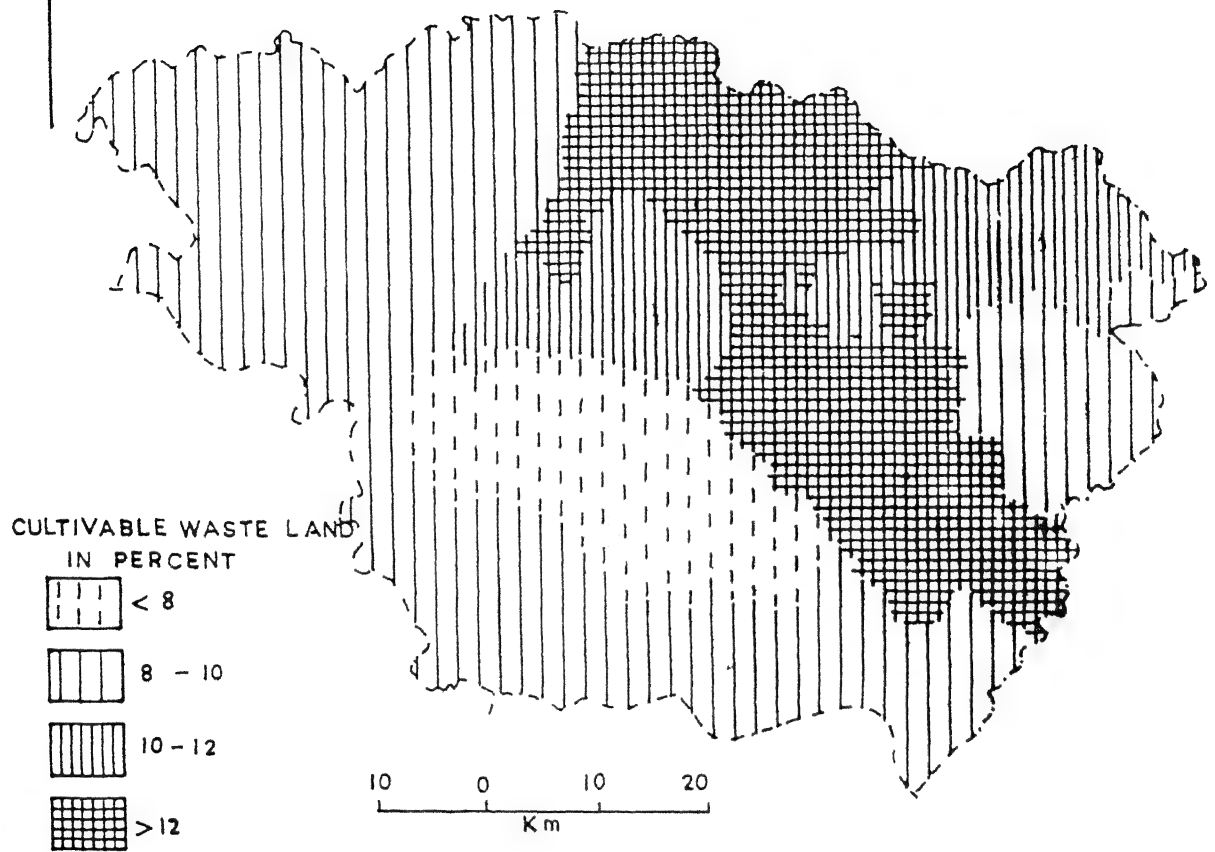 CULTIVABLE WASTE LAND
IN PERCENT
< 8
8 - 10
10 - 12
> 12
10 0 10 20
Km